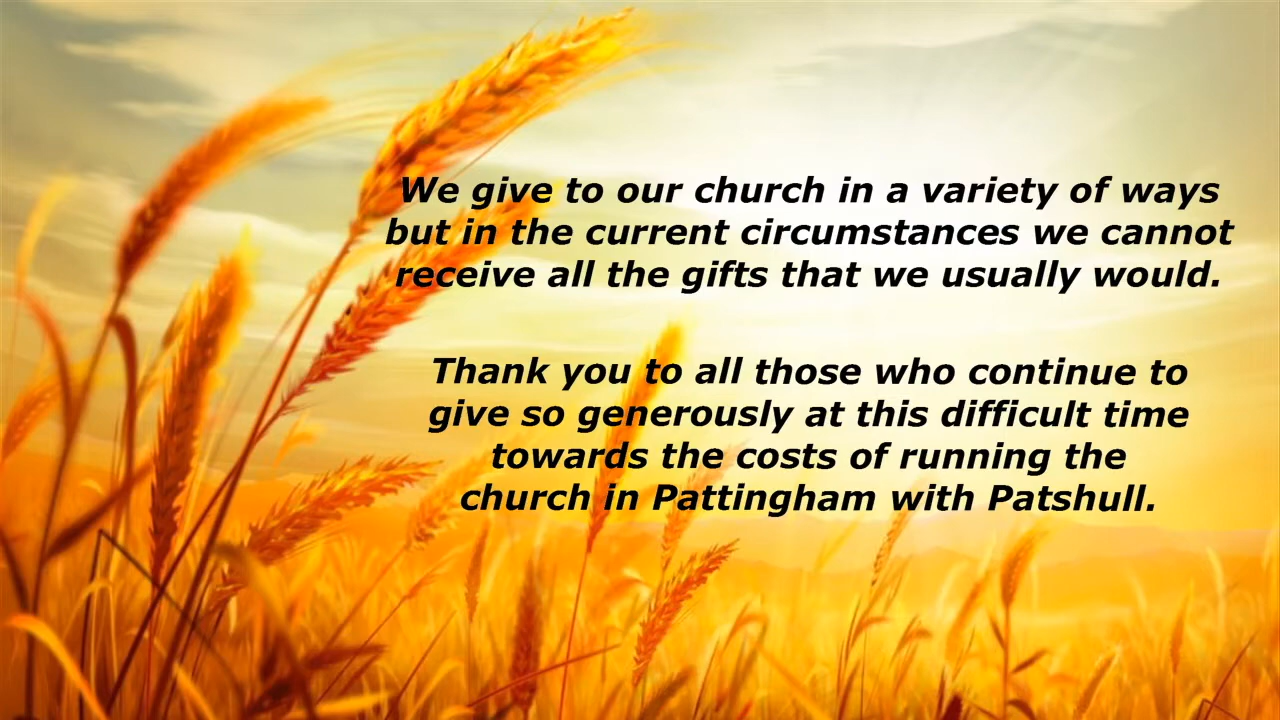 We give to our church in a variety of ways
but in the current circumstances we cannot
receive all the gifts that we usually would.
Thank you to all those who continue to
give so generously at this difficult time
towards the costs of running the
church in Pattingham with Patshull.